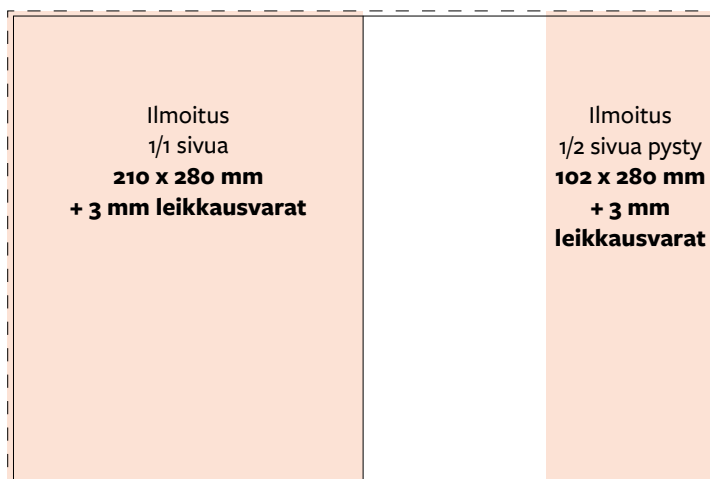 Ilmoitus
1/1 sivua
210 x 280 mm
+ 3 mm leikkausvarat
Ilmoitus
1/2 sivua pysty
102 x 280 mm
+ 3 mm
leikkausvarat